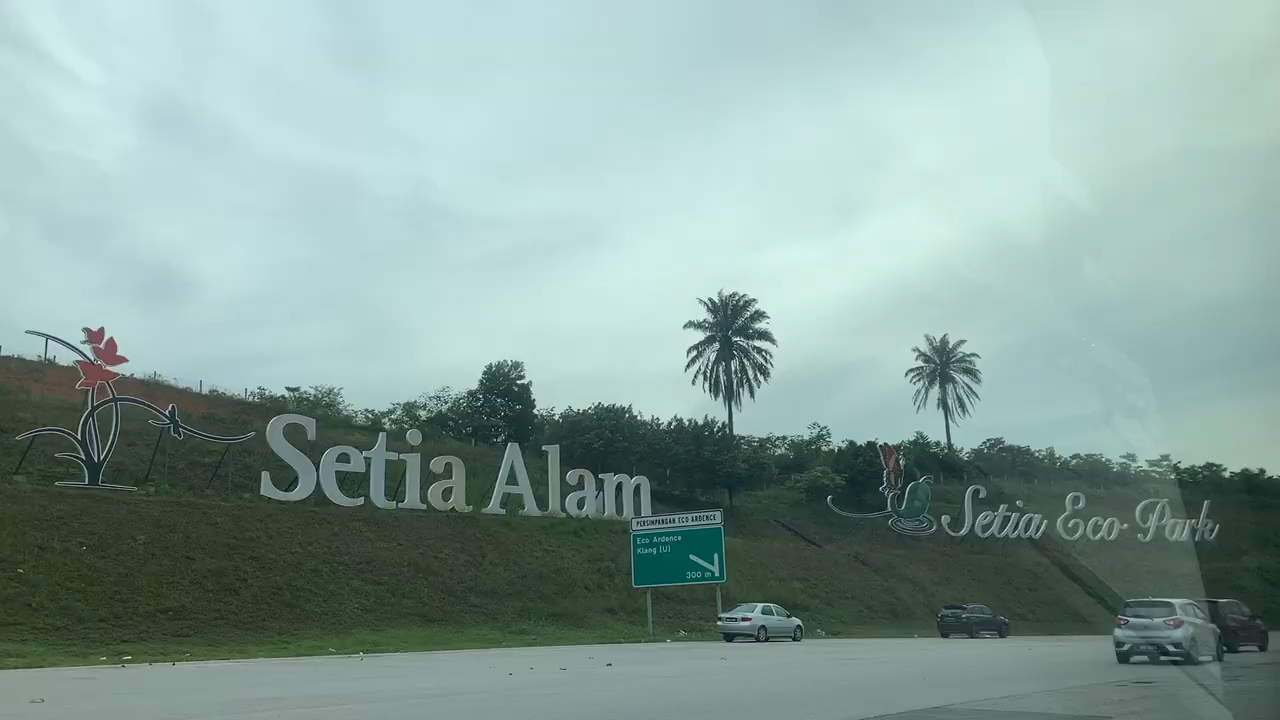 Setia Alam
PERSIMPANGAN ECO ARDENCE
Eco Ardence
Klang (U)
300 m
Setia Eco Park